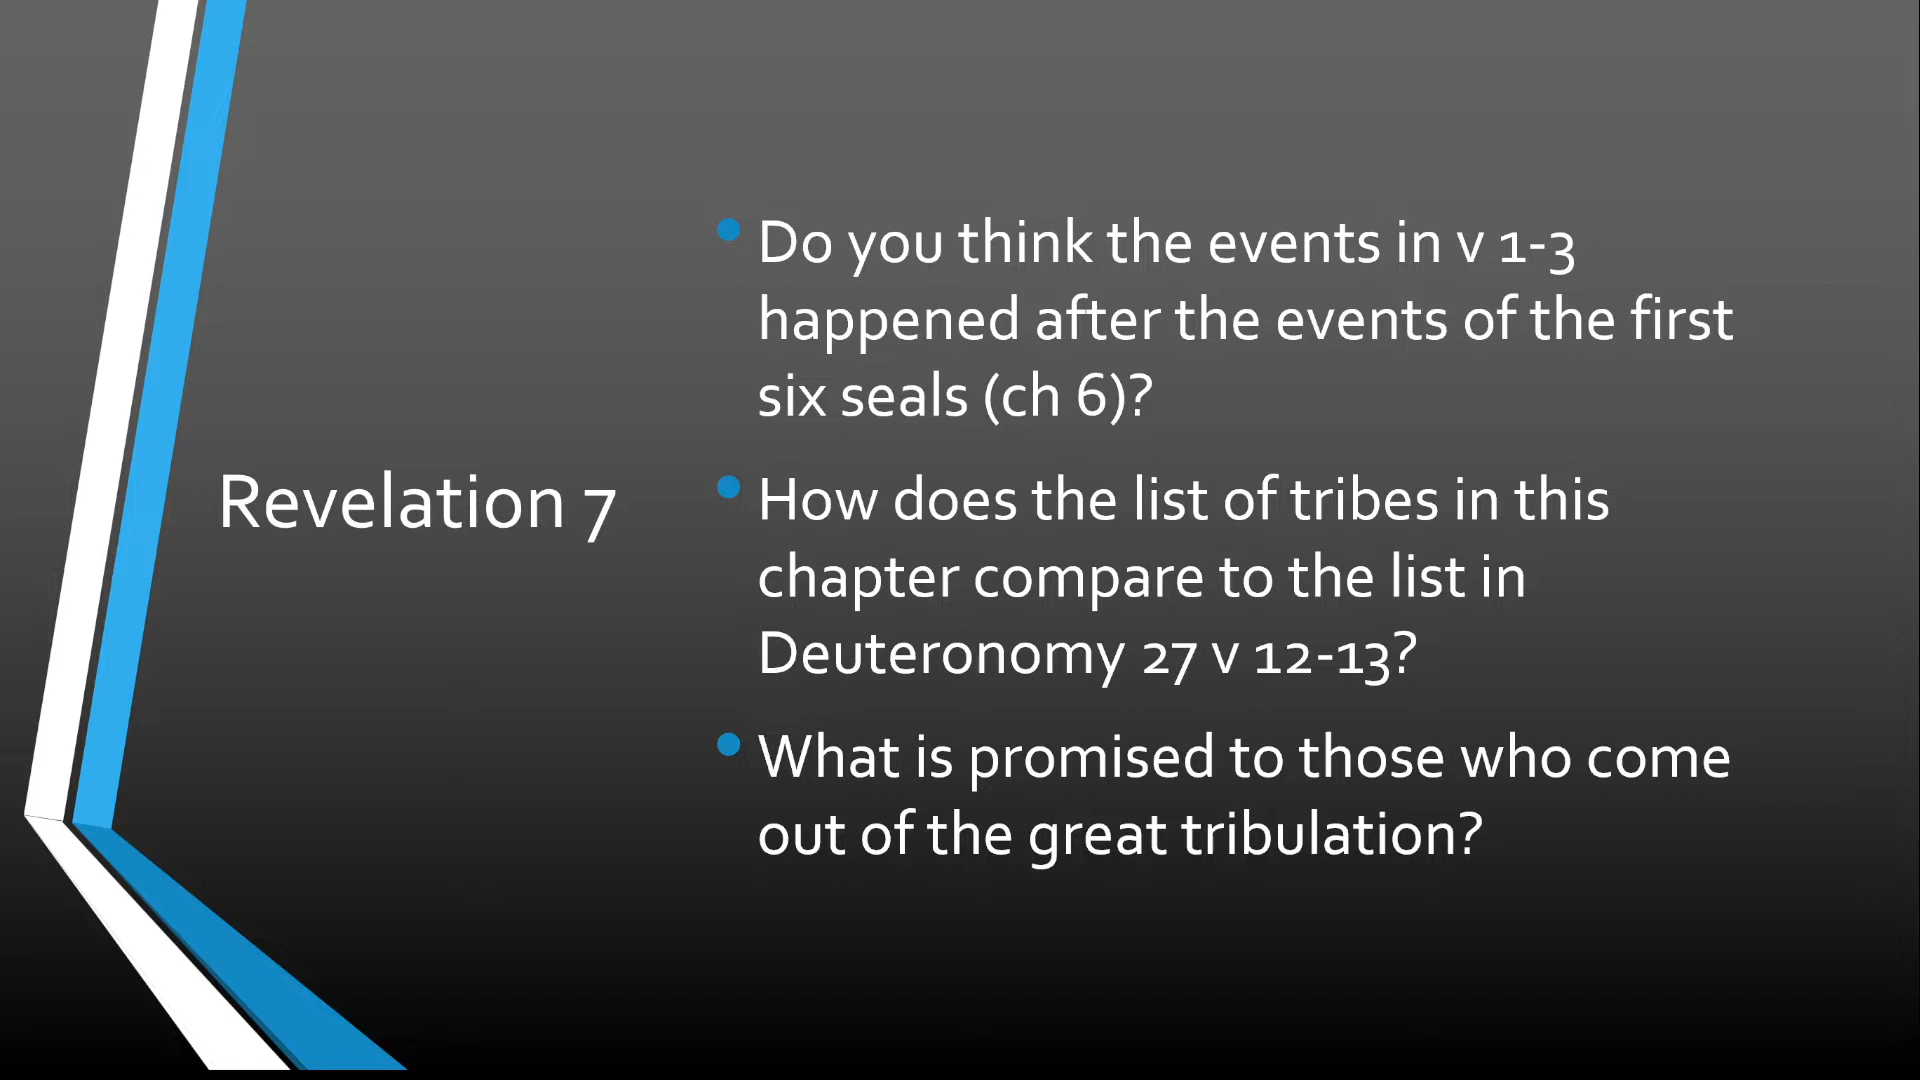 Revelation 7
Do you think the events in v 1-3
happened after the events of the first
six seals (ch 6)?
How does the list of tribes in this
chapter compare to the list in
Deuteronomy 27 v 12-13?
What is promised to those who come
out of the great tribulation?